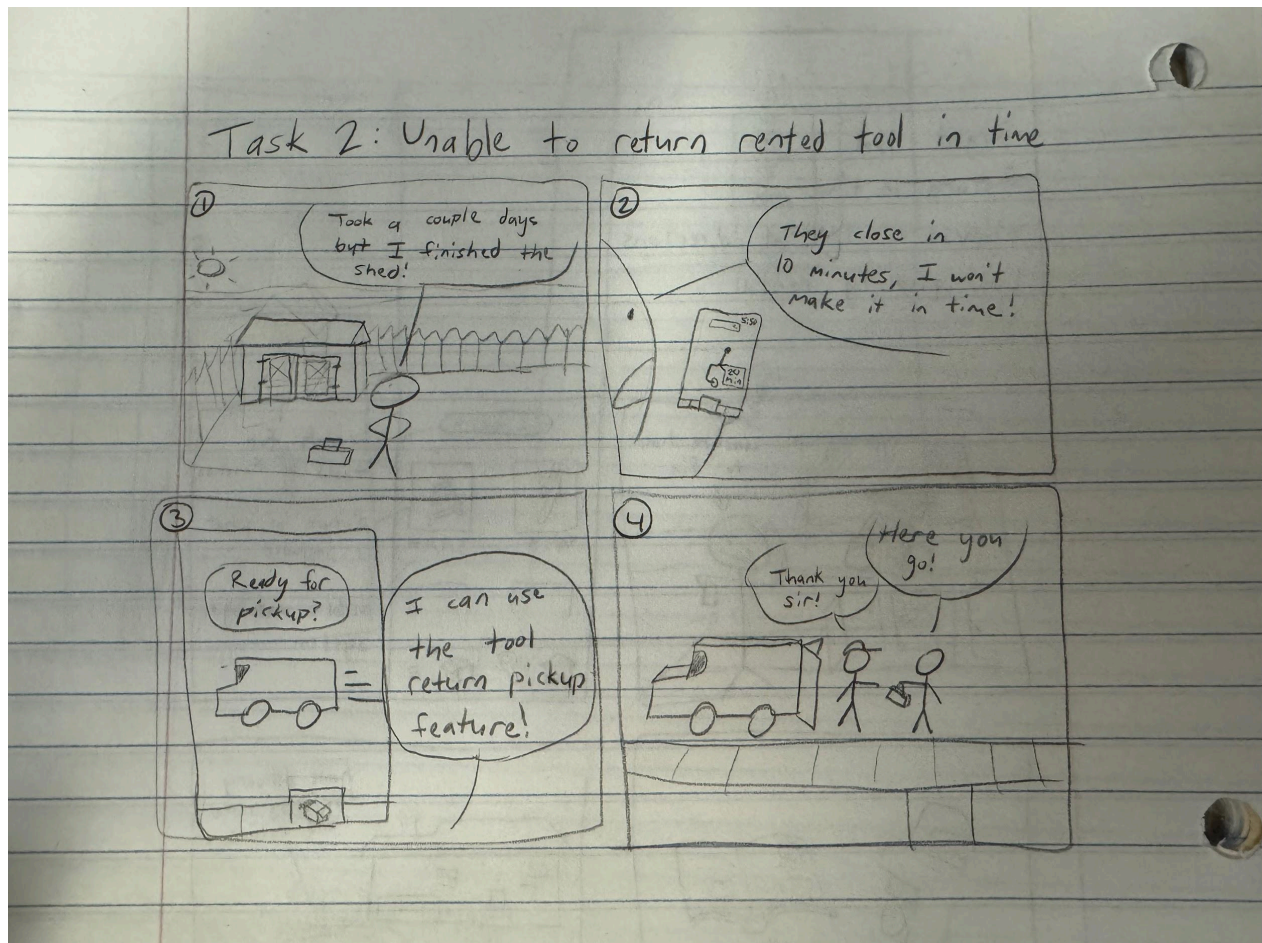 Task 2: Unable to return rented tool in time
1
Took a couple days
but I finished the
shed!
2
They close in
10 minutes, I won't
make it in time!
5:50
20
min
3
Ready for
pickup?
I can use
the tool
return pickup
feature!
4
Thank you
sir!
Here you
go!